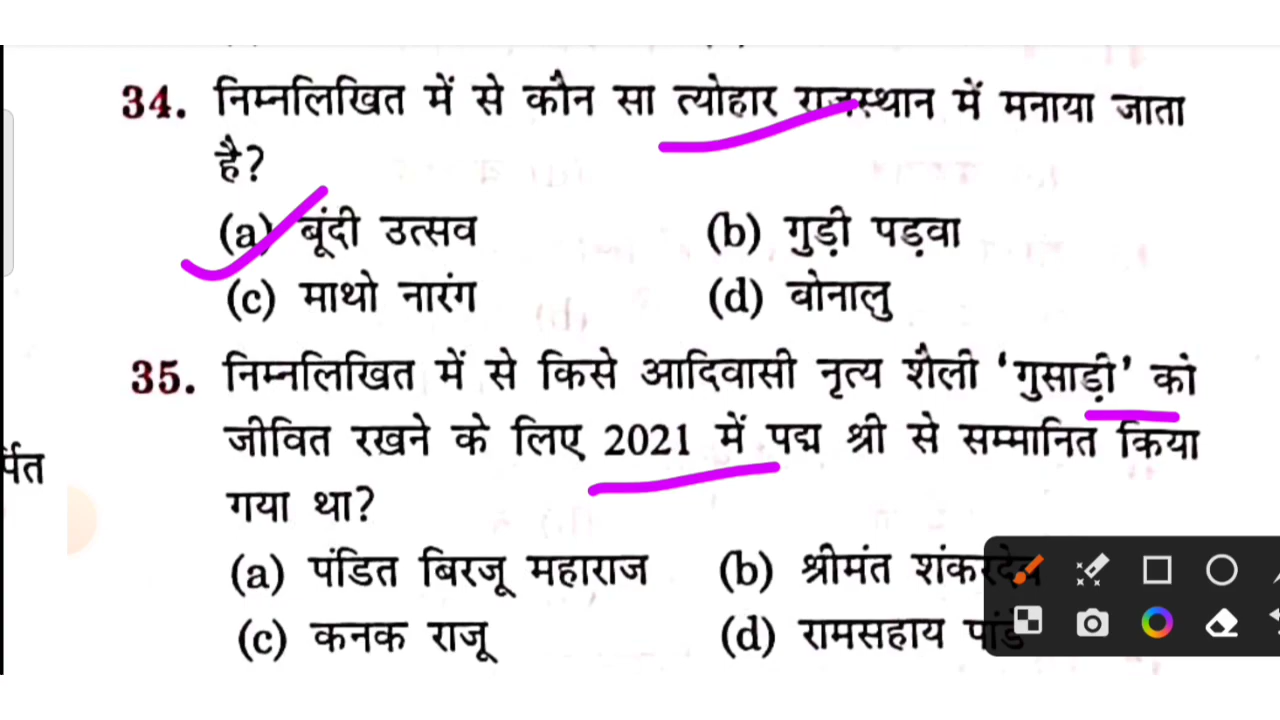 34. निम्नलिखित में से कौन सा त्योहार राजस्थान में मनाया जाता
है?
(a) बूंदी उत्सव (b) गुड़ी पड़वा
(c) माथो नारंग (d) बोनालु
35. निम्नलिखित में से किसे आदिवासी नृत्य शैली 'गुसाड़ी' को
जीवित रखने के लिए 2021 में पद्म श्री से सम्मानित किया
र्पित
गया था?
(a) पंडित बिरजू महाराज (b) श्रीमंत शंकरदेव
(c) कनक राजू (d) रामसहाय पांडे